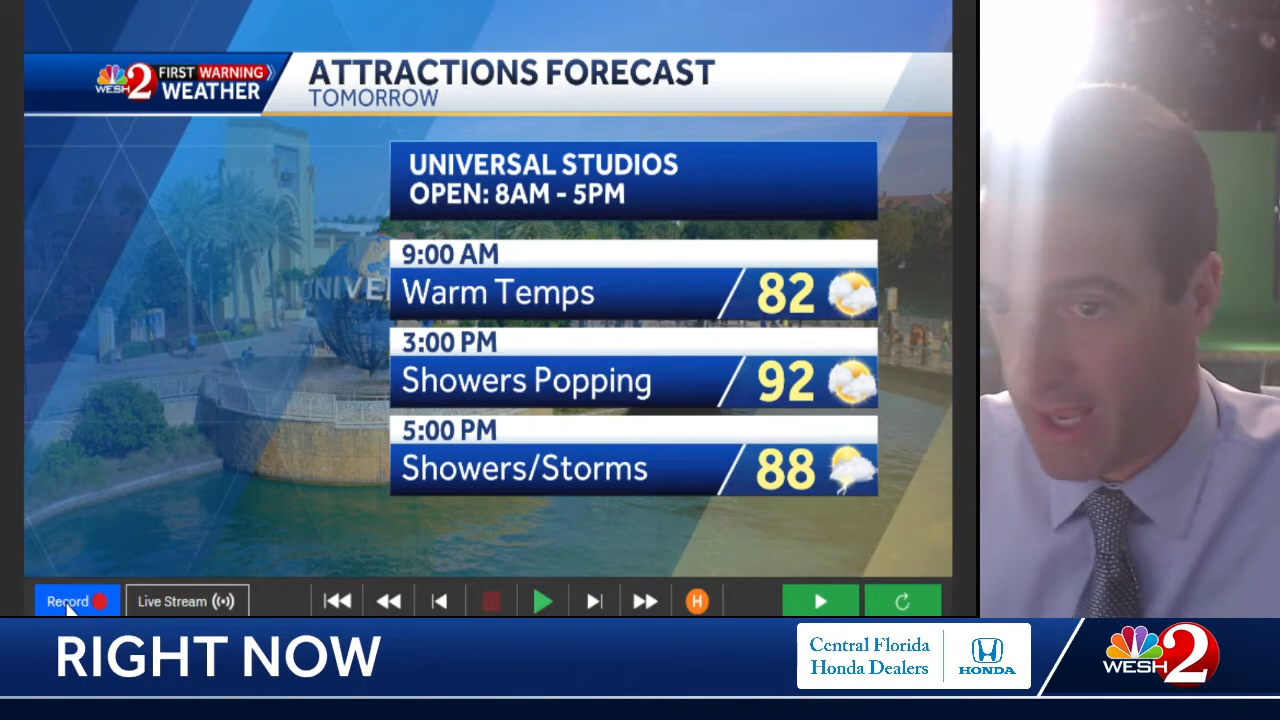 WESH 2
FIRST WARNING
WEATHER
ATTRACTIONS FORECAST
TOMORROW
UNIVERSAL STUDIOS
OPEN: 8AM - 5PM
9:00 AM
Warm Temps 82
UNIVE
3:00 PM
Showers Popping 92
5:00 PM
Showers/Storms 88
Record
Live Stream
H
RIGHT NOW
Central Florida
Honda Dealers
HONDA
WESH 2